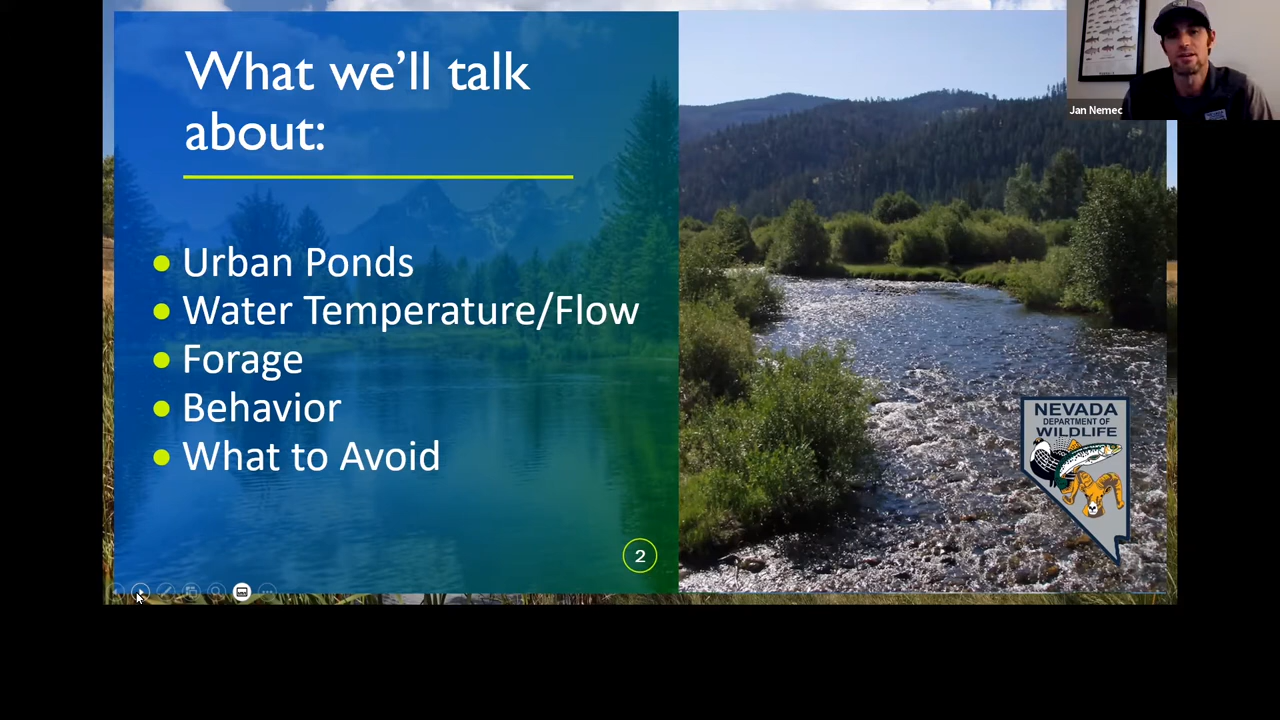 What we'll talk
about:
Urban Ponds
Water Temperature/Flow
Forage
Behavior
What to Avoid
2
Jan Nemec
NEVADA
DEPARTMENT OF
WILDLIFE